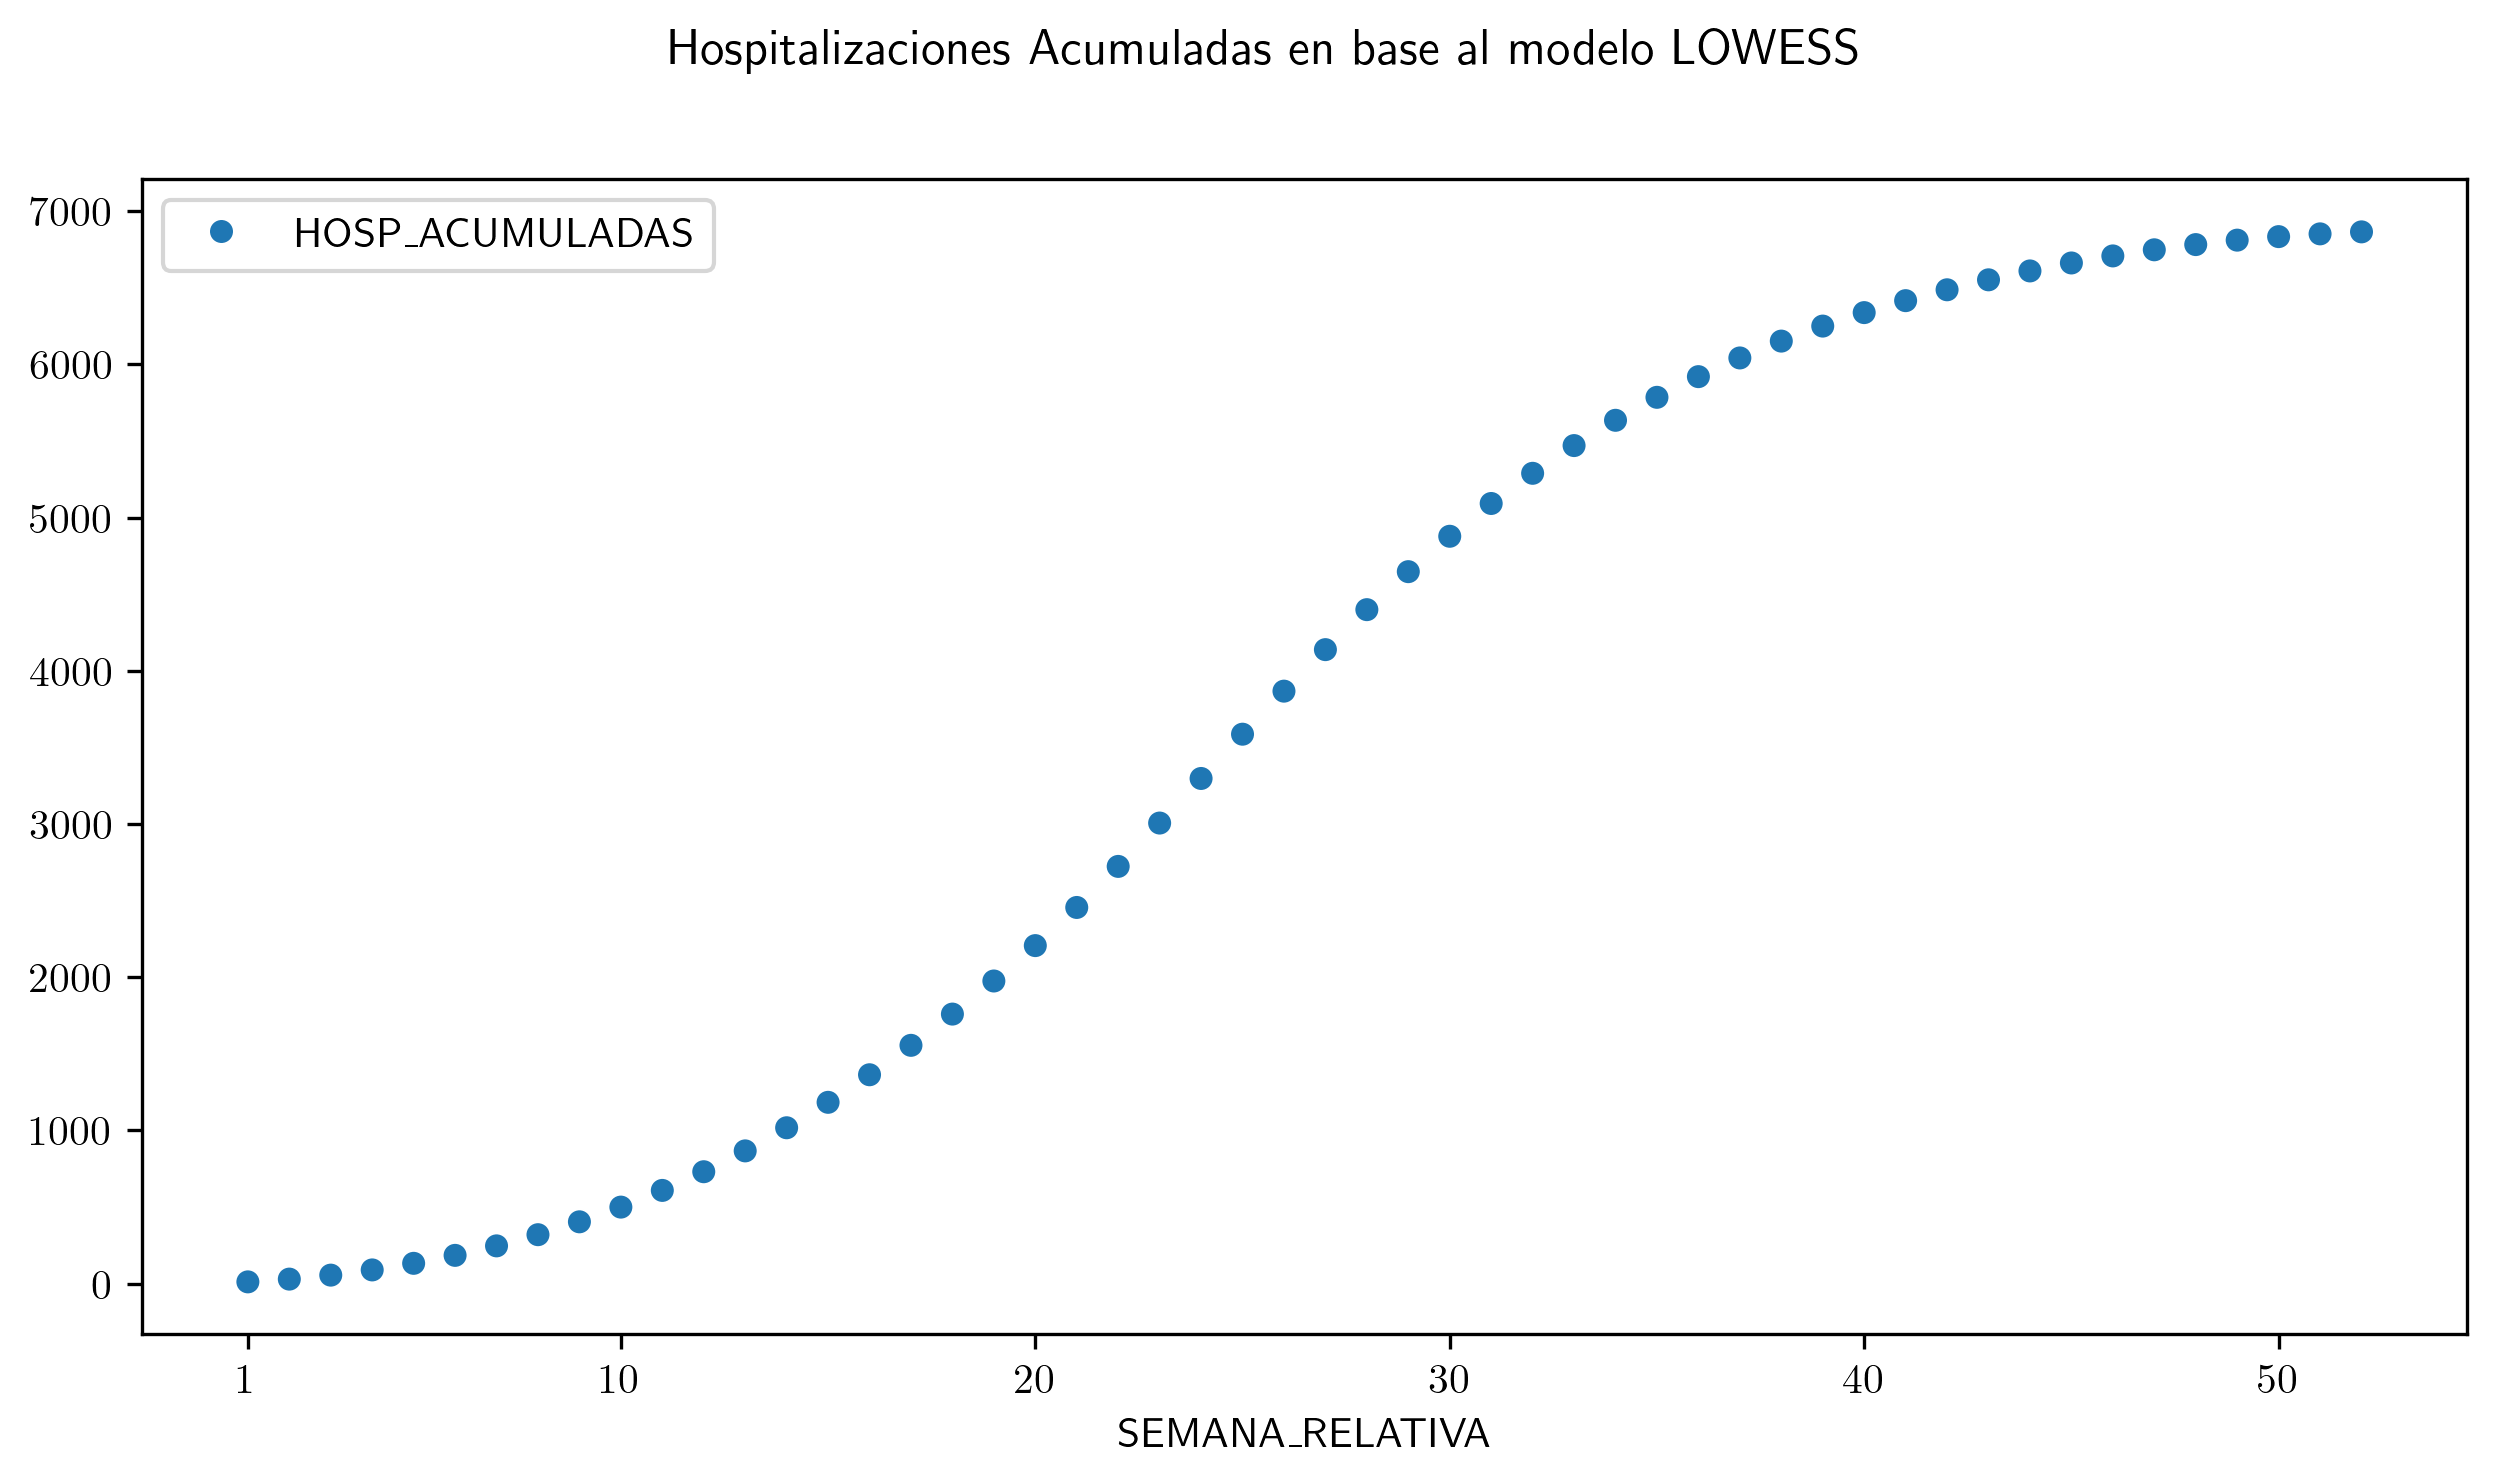 Hospitalizaciones Acumuladas en base al modelo LOWESS
HOSP_ACUMULADAS
7000
6000
5000
4000
3000
2000
1000
0
1 10 20 30 40 50
SEMANA_RELATIVA